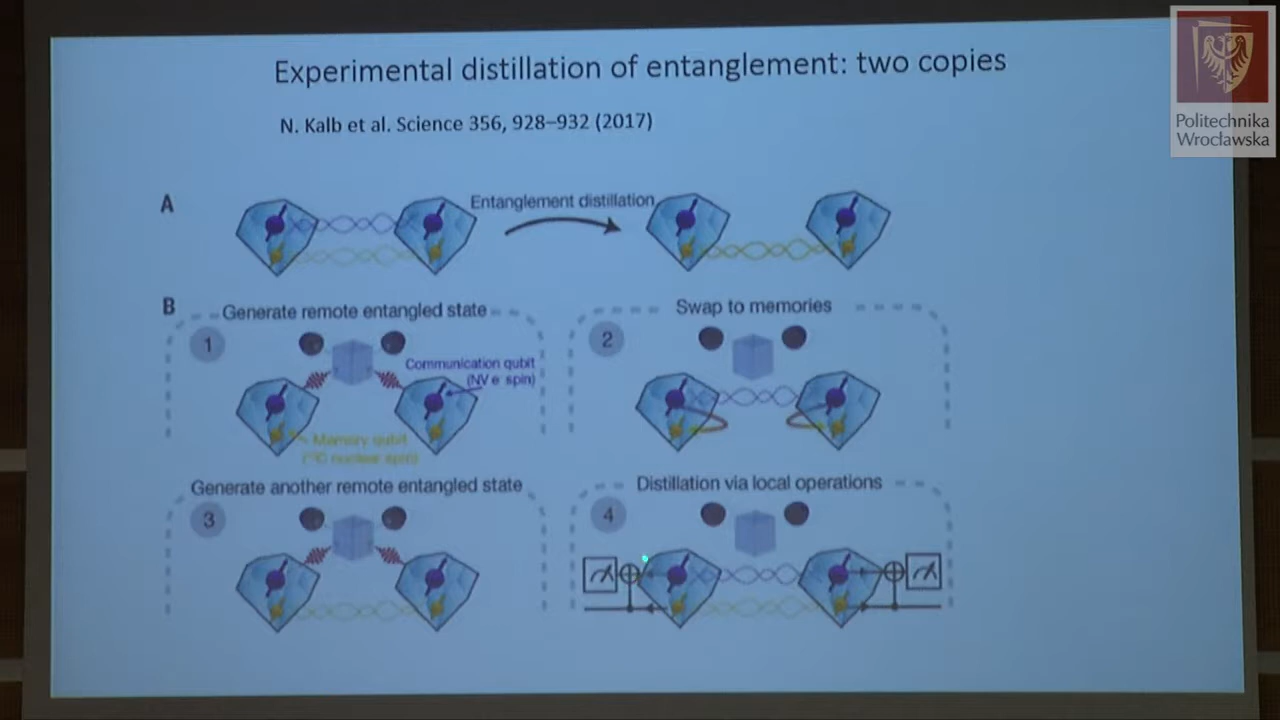 Experimental distillation of entanglement: two copies
N. Kalb et al. Science 356, 928–932 (2017)
Politechnika
Wrocławska
A
Entanglement distillation
B
Generate remote entangled state
1
Communication qubit
(NV e⁻ spin)
Memory qubit
(¹³C nuclear spin)
Swap to memories
2
Generate another remote entangled state
3
Distillation via local operations
4